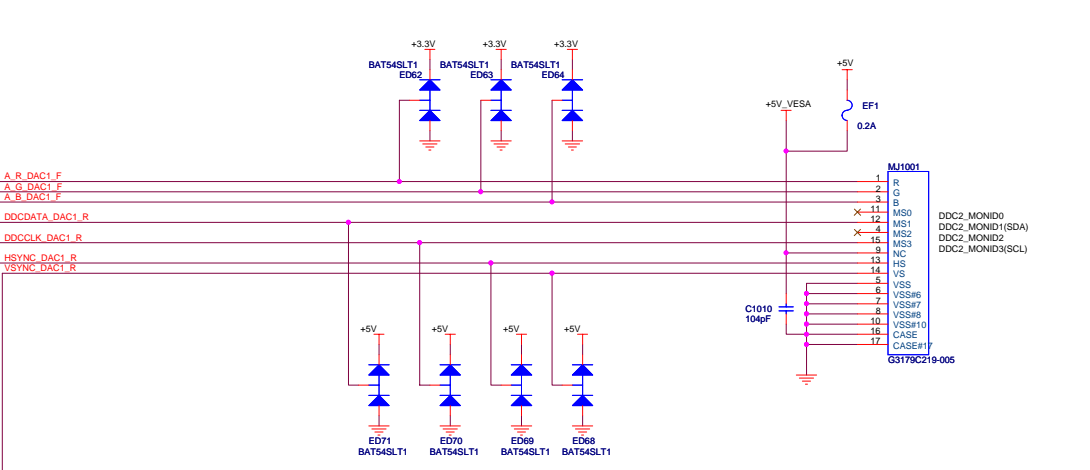 +3.3V +3.3V +3.3V
BAT54SLT1 BAT54SLT1 BAT54SLT1
ED62 ED63 ED64
+5V
+5V_VESA
EF1
0.2A
MJ1001
A_R_DAC1_F 1 R
A_G_DAC1_F 2 G
A_B_DAC1_F 3 B
11 MS0 DDC2_MONID0
DDCDATA_DAC1_R 12 MS1 DDC2_MONID1(SDA)
4 MS2 DDC2_MONID2
DDCCLK_DAC1_R 15 MS3 DDC2_MONID3(SCL)
9 NC
HSYNC_DAC1_R 13 HS
VSYNC_DAC1_R 14 VS
5 VSS
6 VSS#6
7 VSS#7
8 VSS#8
10 VSS#10
16 CASE
17 CASE#17
G3179C219-005
C1010
104pF
+5V +5V +5V +5V
ED71 ED70 ED69 ED68
BAT54SLT1 BAT54SLT1 BAT54SLT1 BAT54SLT1